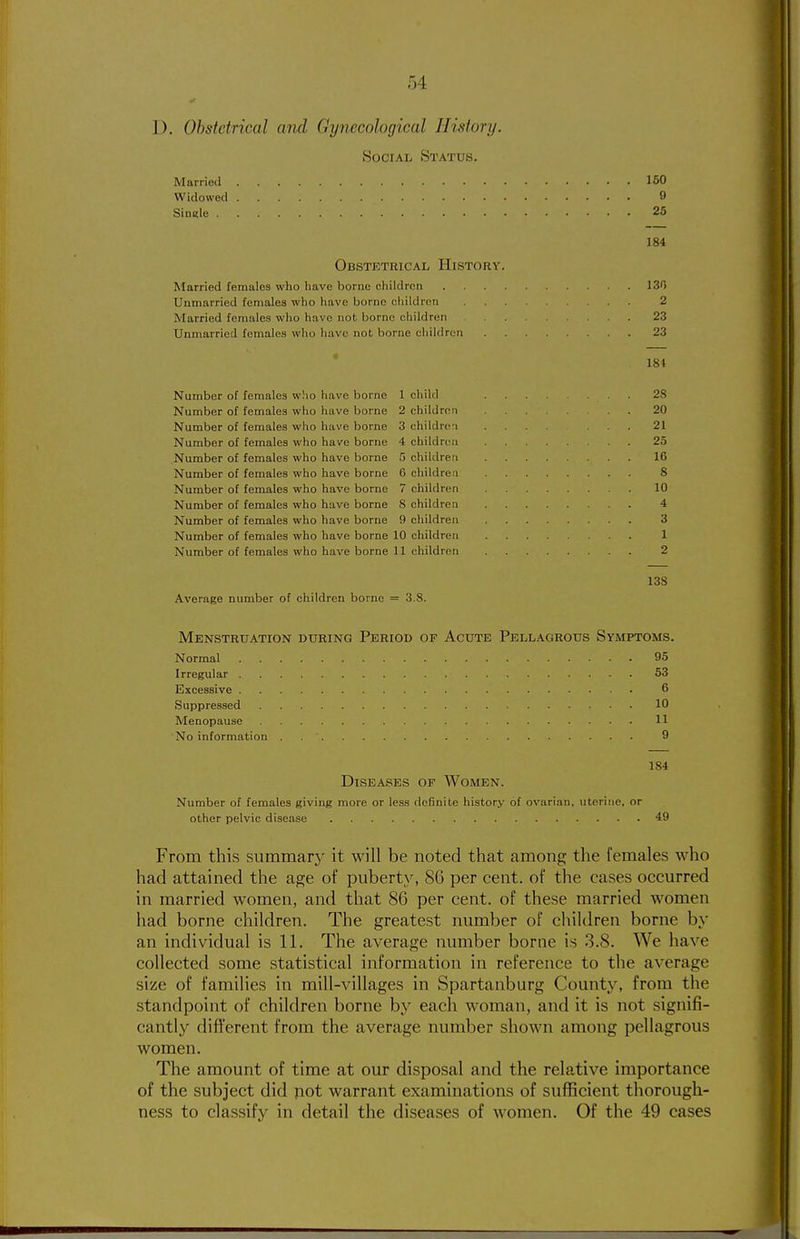 54
D. Obstetrical and Gynecological History.
Social Status.
Married . . . . . . . . . . . . . . . . . . . . 150
Widowed . . . . . . . . . . . . . . . . . . . . 9
Single . . . . . . . . . . . . . . . . . . . . 25
184
Obstetrical History.
Married females who have borne children . . . . . . . . . . 136
Unmarried females who have borne children . . . . . . . . . 2
Married females who have not borne children . . . . . . . . 23
Unmarried females who have not borne children . . . . . . . . 23
184
Number of females who have borne 1 child . . . . . . . . 28
Number of females who have borne 2 children . . . . . . . . 20
Number of females who have borne 3 children . . . . . . . . 21
Number of females who have borne 4 children . . . . . . . . 25
Number of females who have borne 5 children . . . . . . . . 16
Number of females who have borne 6 children . . . . . . . . 8
Number of females who have borne 7 children . . . . . . . . 10
Number of females who have borne 8 children . . . . . . . . 4
Number of females who have borne 9 children . . . . . . . . 3
Number of females who have borne 10 children . . . . . . . . 1
Number of females who have borne 11 children . . . . . . . . 2
138
Average number of children borne = 3.8.
Menstruation during Period of Acute Pellagrous Symptoms.
Normal . . . . . . . . . . . . . . . . . . . . 95
Irregular . . . . . . . . . . . . . . . . . . . . 53
Excessive . . . . . . . . . . . . . . . . . . . . 6
Suppressed . . . . . . . . . . . . . . . . . . . 10
Menopause . . . . . . . . . . . . . . . . . . . 11
No information . . . . . . . . . . . . . . . . . . 9
184
Diseases of Women.
Number of females giving more or less definite history of ovarian, uterine, or
other pelvic disease . . . . . . . . . . . . . . . . 49
From this summary it will be noted that among the females who
had attained the age of puberty, 86 per cent. of the cases occurred
in married women, and that 86 per cent. of these married women
had borne children. The greatest number of children borne by
an individual is 11. The average number borne is 3.8. We have
collected some statistical information in reference to the average
size of families in mill-villages in Spartanburg County, from the
standpoint of children borne by each woman, and it is not signifi-
cantly different from the average number shown among pellagrous
women.
The amount of time at our disposal and the relative importance
of the subject did not warrant examinations of sufficient thorough-
ness to classify in detail the diseases of women. Of the 49 cases